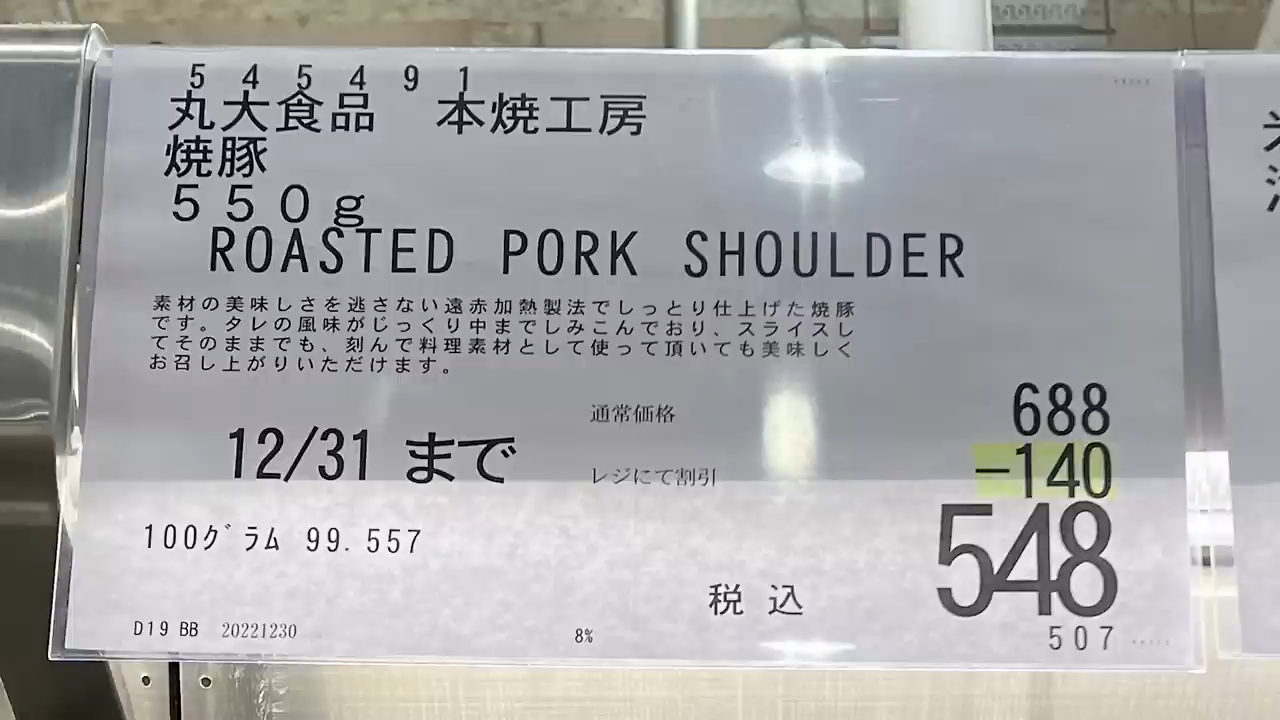 545491
丸大食品 本焼工房
焼豚
550g
ROASTED PORK SHOULDER
素材の美味しさを逃さない遠赤加熱製法でしっとり仕上げた焼豚
です。タレの風味がじっくり中までしみこんでおり、スライスし
てそのままでも、刻んで料理素材として使って頂いても美味しく
お召し上がりいただけます。
通常価格 688
12/31 まで
レジにて割引 -140
548
100グラム 99.557
税込
507
D19 BB 20221230
8%